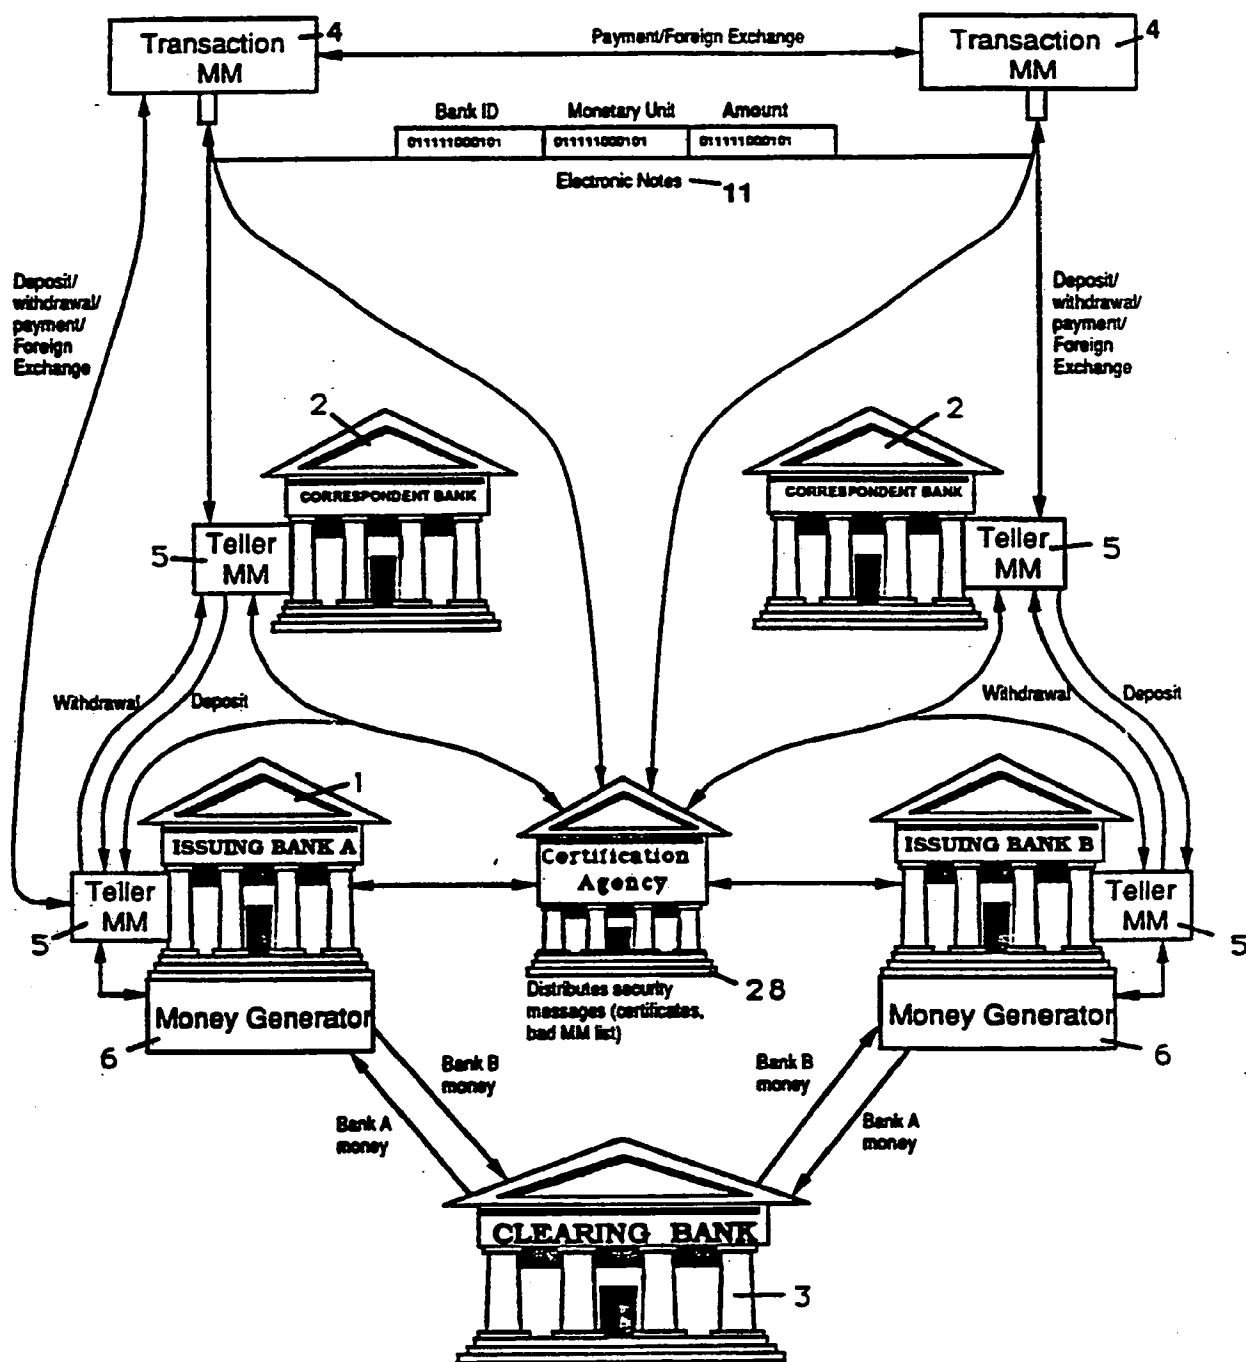 Transaction MM
4
Payment/Foreign Exchange
Transaction MM
4
Bank ID
Monetary Unit
Amount
011111000101
011111000101
011111000101
Electronic Notes
11
Deposit/
withdrawal/
payment/
Foreign
Exchange
Deposit/
withdrawal/
payment/
Foreign
Exchange
2
CORRESPONDENT BANK
2
CORRESPONDENT BANK
5
Teller
MM
Teller
MM
5
Withdrawal
Deposit
Withdrawal
Deposit
1
ISSUING BANK A
Certification
Agency
ISSUING BANK B
Teller
MM
5
Teller
MM
5
28
Distributes security
messages (certificates,
bad MM list)
Money Generator
6
Money Generator
6
Bank B
money
Bank A
money
Bank B
money
Bank A
money
CLEARING BANK
3